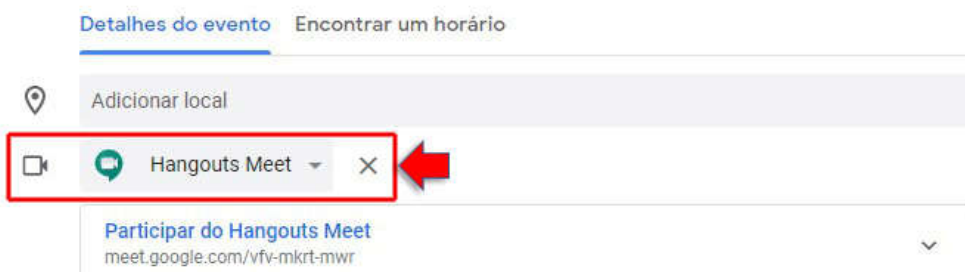 Detalhes do evento Encontrar um horário
Adicionar local
Hangouts Meet
Participar do Hangouts Meet
meet.google.com/vfv-mkrt-mwr